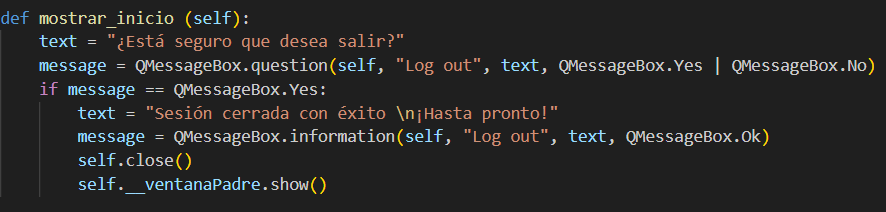 def mostrar_inicio (self):
    text = "¿Está seguro que desea salir?"
    message = QMessageBox.question(self, "Log out", text, QMessageBox.Yes | QMessageBox.No)
    if message == QMessageBox.Yes:
        text = "Sesión cerrada con éxito \n¡Hasta pronto!"
        message = QMessageBox.information(self, "Log out", text, QMessageBox.Ok)
        self.close()
        self.__ventanaPadre.show()